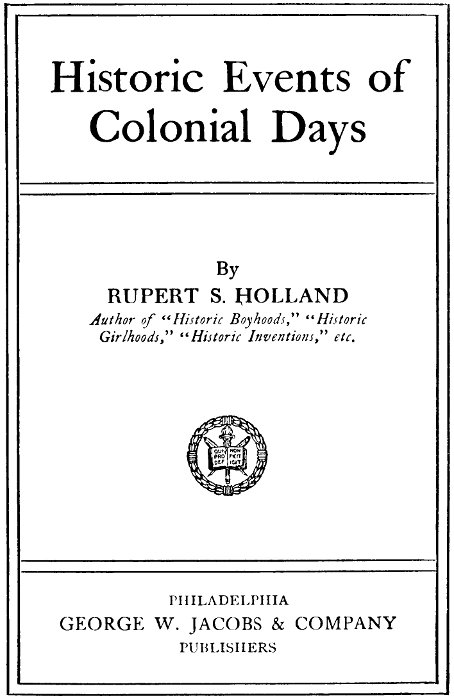 Historic Events of
Colonial Days
By
RUPERT S. HOLLAND
Author of “Historic Boyhoods,” “Historic
Girlhoods,” “Historic Inventions,” etc.
PHILADELPHIA
GEORGE W. JACOBS & COMPANY
PUBLISHERS